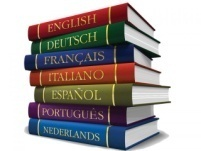 ENGLISH
DEUTSCH
FRANÇAIS
ITALIANO
ESPAÑOL
PORTUGUÊS
NEDERLANDS